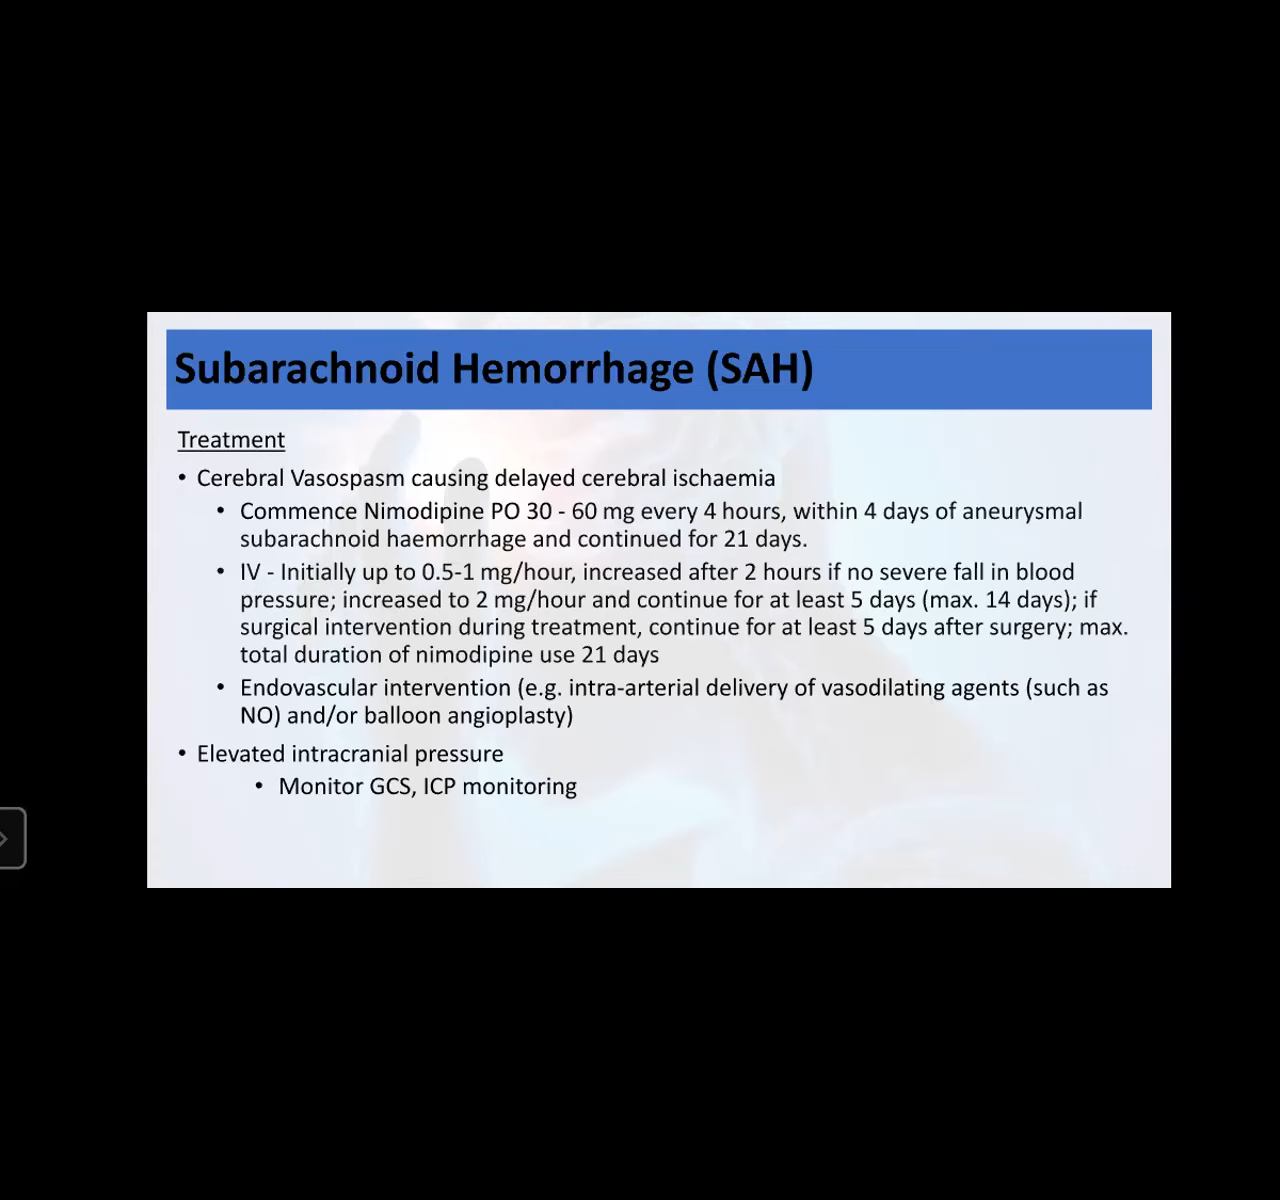 Subarachnoid Hemorrhage (SAH)
Treatment
• Cerebral Vasospasm causing delayed cerebral ischaemia
• Commence Nimodipine PO 30 - 60 mg every 4 hours, within 4 days of aneurysmal
subarachnoid haemorrhage and continued for 21 days.
• IV - Initially up to 0.5-1 mg/hour, increased after 2 hours if no severe fall in blood
pressure; increased to 2 mg/hour and continue for at least 5 days (max. 14 days); if
surgical intervention during treatment, continue for at least 5 days after surgery; max.
total duration of nimodipine use 21 days
• Endovascular intervention (e.g. intra-arterial delivery of vasodilating agents (such as
NO) and/or balloon angioplasty)
• Elevated intracranial pressure
• Monitor GCS, ICP monitoring